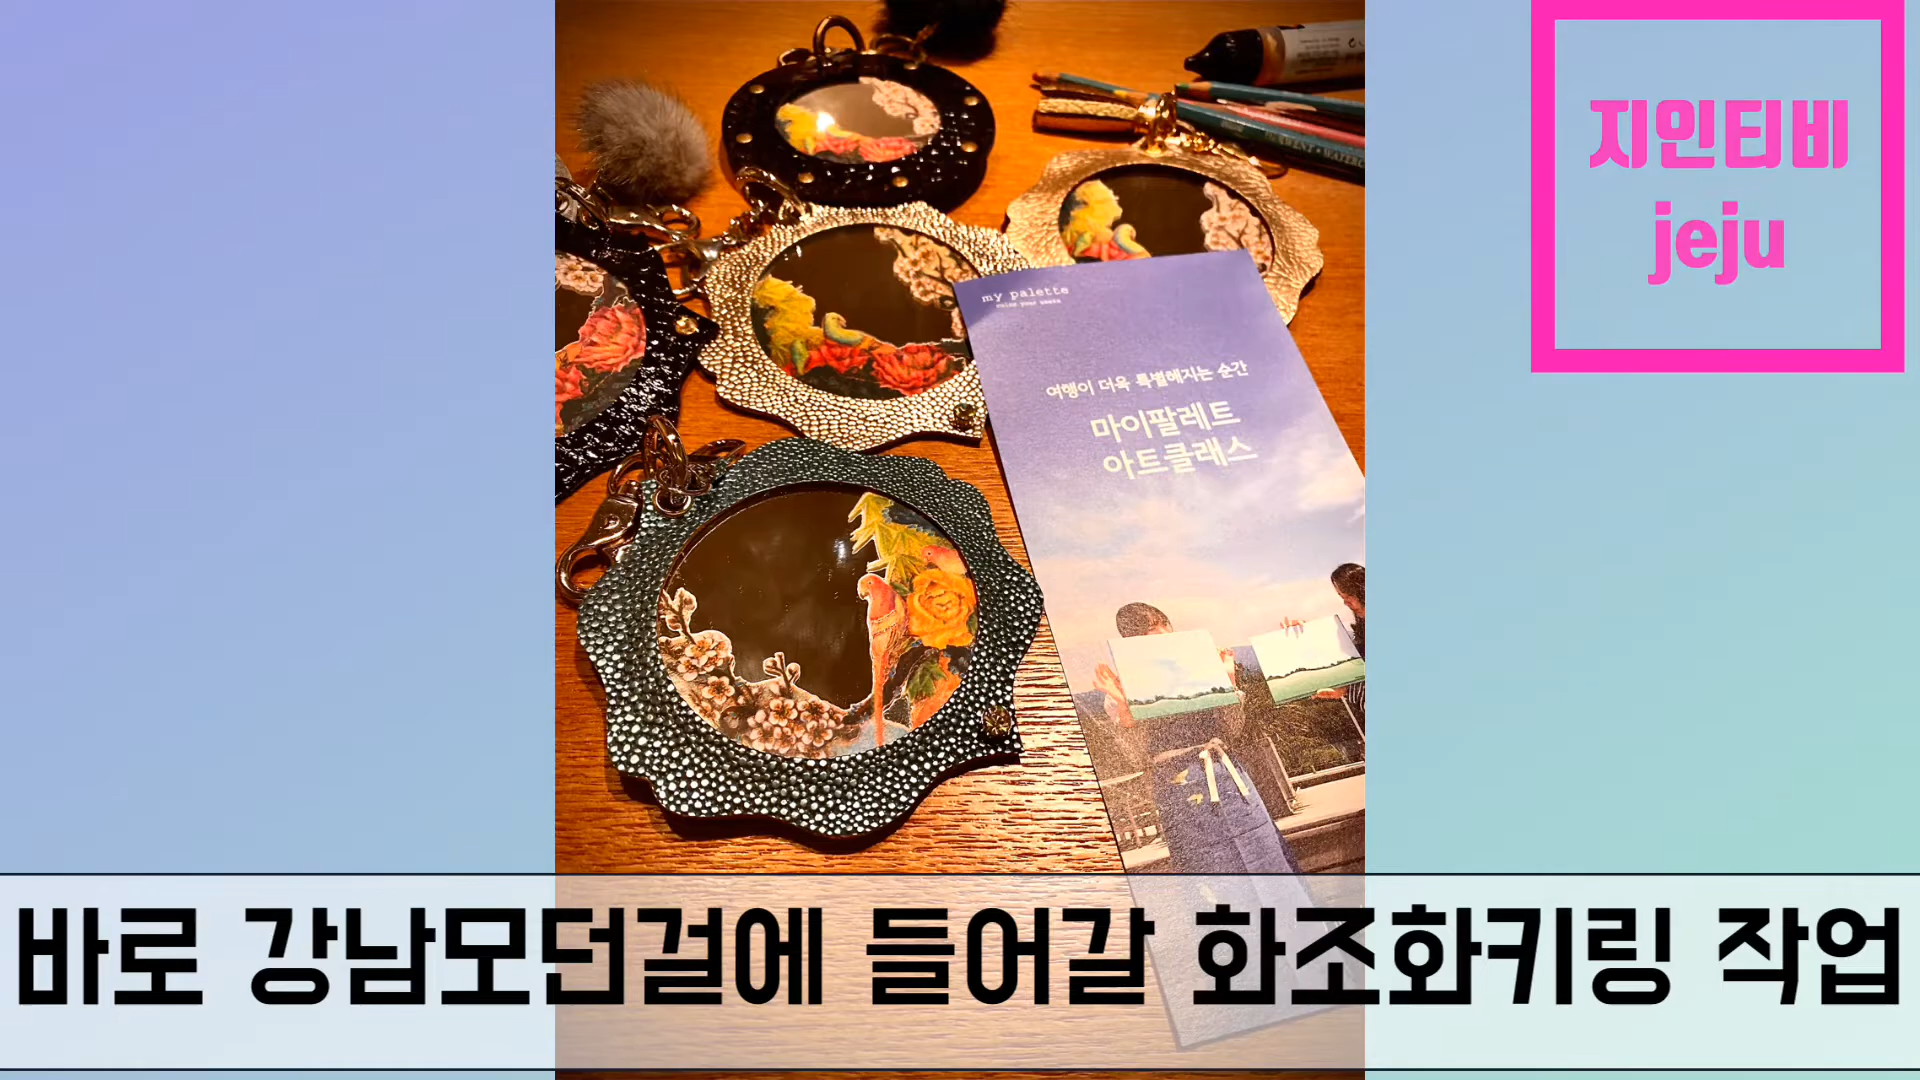 지인티비
jeju
my palette
여행이 더욱 특별해지는 순간
마이팔레트
아트클래스
바로 강남모던걸에 들어갈 화조화키링 작업